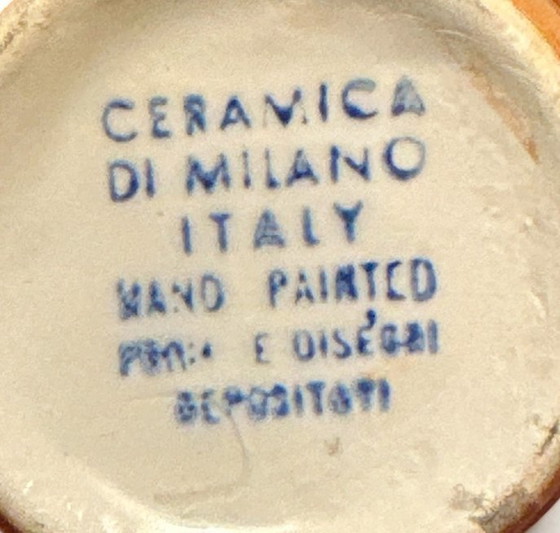 CERAMICA
DI MILANO
ITALY
HAND PAINTED
E DISEGNI
DEPOSITATI